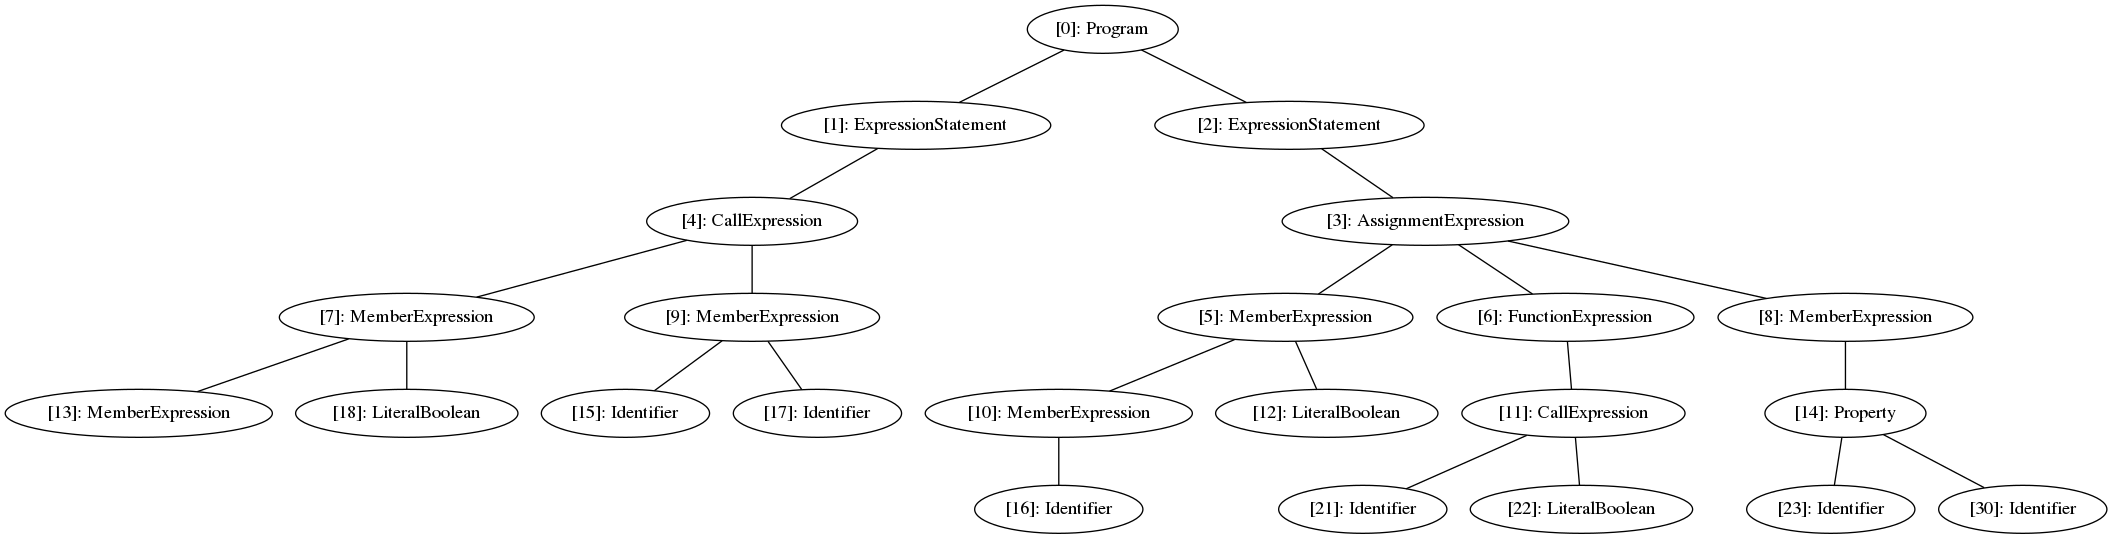 [0]: Program
[1]: ExpressionStatement
[2]: ExpressionStatement
[4]: CallExpression
[3]: AssignmentExpression
[7]: MemberExpression
[9]: MemberExpression
[5]: MemberExpression
[6]: FunctionExpression
[8]: MemberExpression
[13]: MemberExpression
[18]: LiteralBoolean
[15]: Identifier
[17]: Identifier
[10]: MemberExpression
[12]: LiteralBoolean
[11]: CallExpression
[14]: Property
[16]: Identifier
[21]: Identifier
[22]: LiteralBoolean
[23]: Identifier
[30]: Identifier